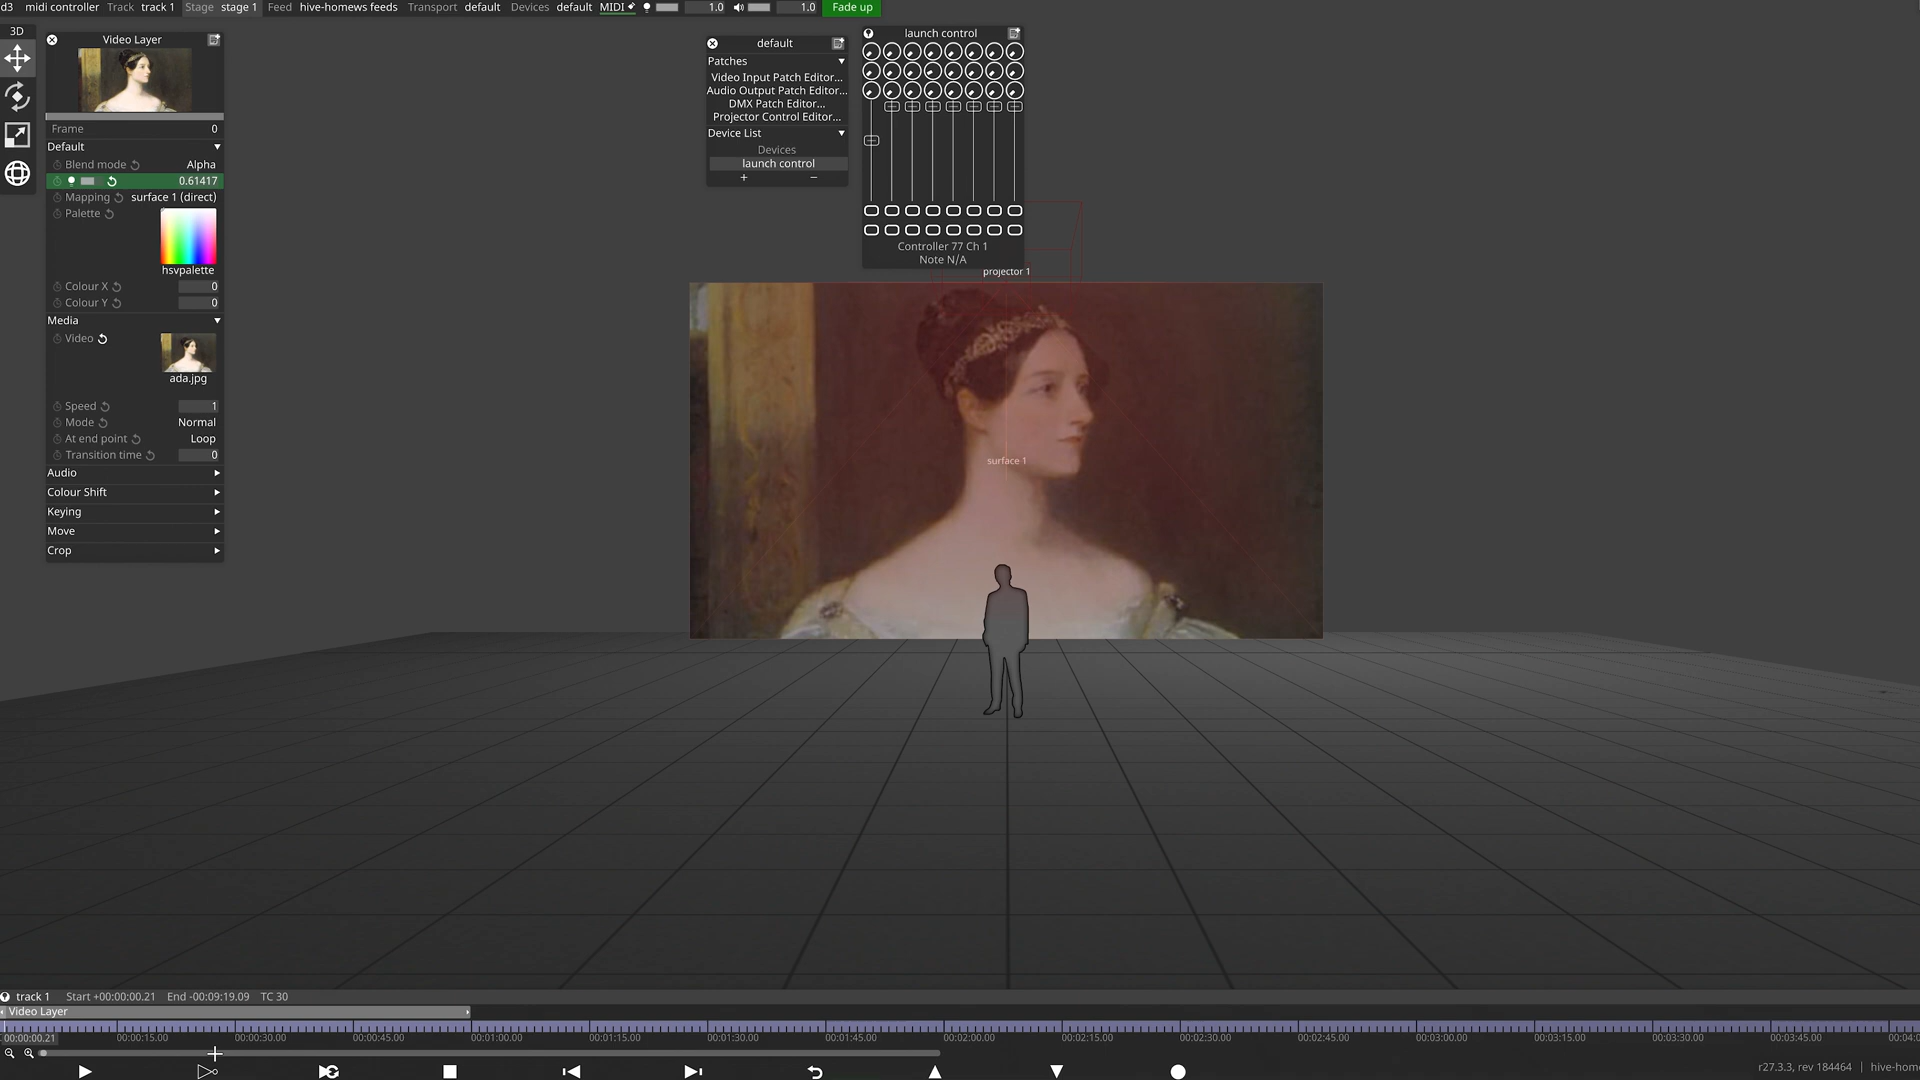 d3 midi controller Track track 1 Stage stage 1 Feed hive-homews feeds Transport default Devices default MIDI 1.0 1.0 Fade up
3D
Video Layer
Frame 0
Default
Blend mode Alpha
0.61417
Mapping surface 1 (direct)
Palette
hsvpalette
Colour X 0
Colour Y 0
Media
Video
ada.jpg
Speed 1
Mode Normal
At end point Loop
Transition time 0
Audio
Colour Shift
Keying
Move
Crop
default
Patches
Video Input Patch Editor...
Audio Output Patch Editor...
DMX Patch Editor...
Projector Control Editor...
Device List
Devices
launch control
+ −
launch control
Controller 77 Ch 1
Note N/A
projector 1
surface 1
track 1 Start +00:00:00.21 End -00:09:19.09 TC 30
Video Layer
00:00:00.21 00:00:15.00 00:00:30.00 00:00:45.00 00:01:00.00 00:01:15.00 00:01:30.00 00:01:45.00 00:02:00.00 00:02:15.00 00:02:30.00 00:02:45.00 00:03:00.00 00:03:15.00 00:03:30.00 00:03:45.00
r27.3.3, rev 184464